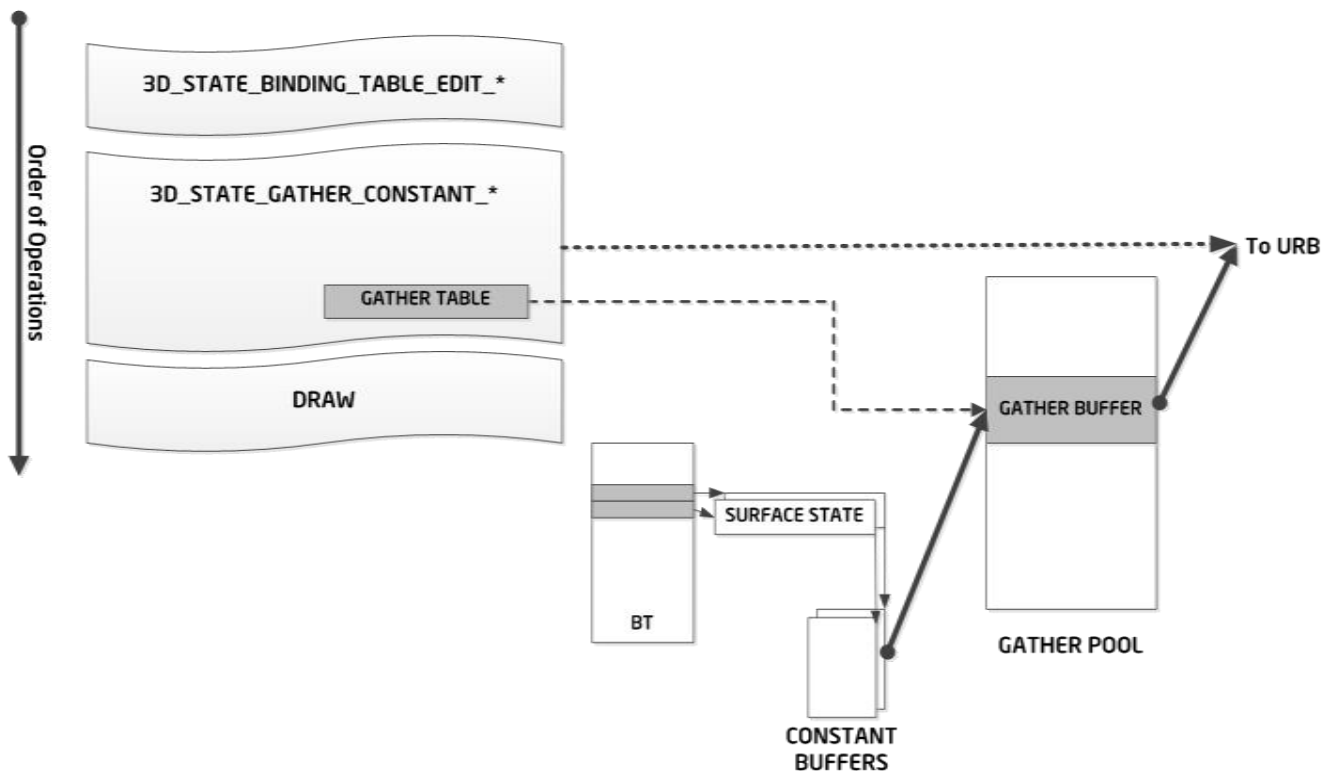 Order of Operations
3D_STATE_BINDING_TABLE_EDIT_*
3D_STATE_GATHER_CONSTANT_*
GATHER TABLE
DRAW
To URB
GATHER BUFFER
SURFACE STATE
BT
GATHER POOL
CONSTANT
BUFFERS